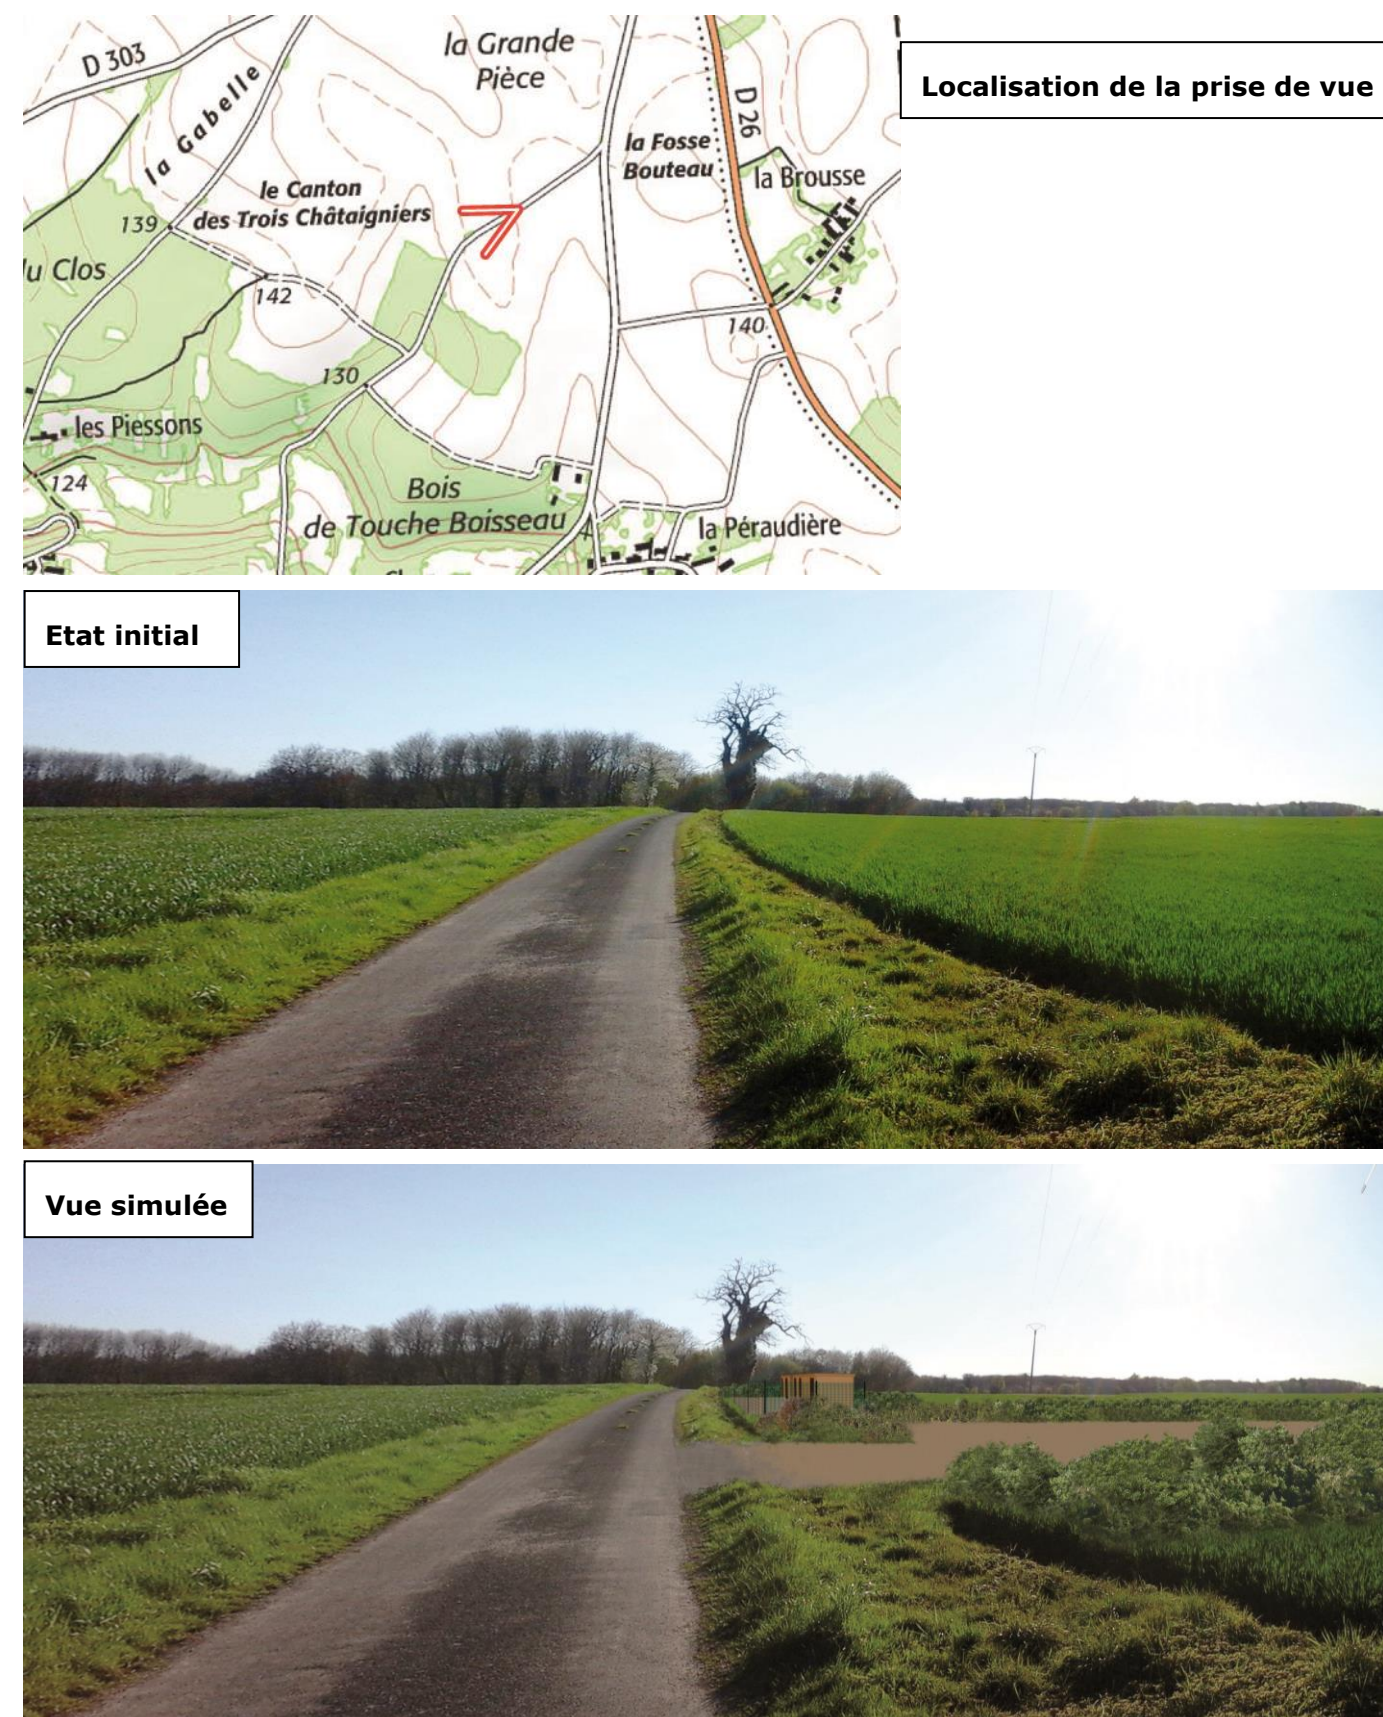 D 303
la Gabelle
la Grande
Pièce
D 26
la Fosse
Bouteau
la Brousse
Localisation de la prise de vue
le Canton
des Trois Châtaigniers
139
u Clos
142
140
130
les Piessons
124
Bois
de Touche Boisseau
la Péraudière
Etat initial
Vue simulée